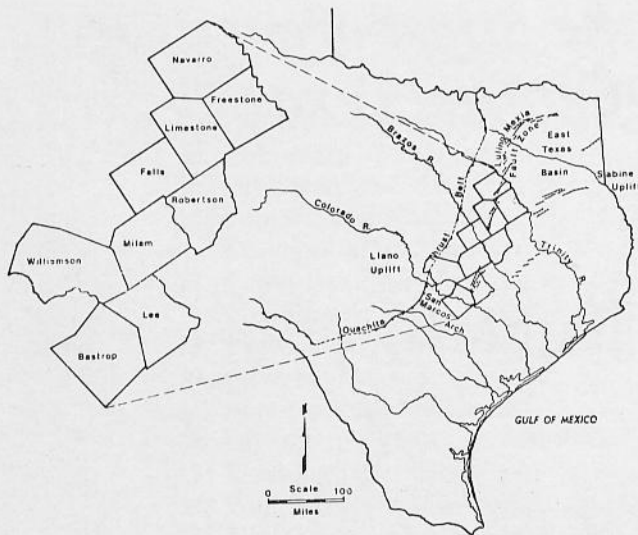 Navarro
Freestone
Limestone
Falls
Robertson
Milam
Williamson
Lee
Bastrop
Brazos R.
Luling Mexia
Fault Zone
East
Texas
Basin
Sabine
Uplift
Colorado R.
Thrust Belt
Llano
Uplift
Trinity R.
San
Marcos
Arch
Ouachita
GULF OF MEXICO
Scale
0 100
Miles